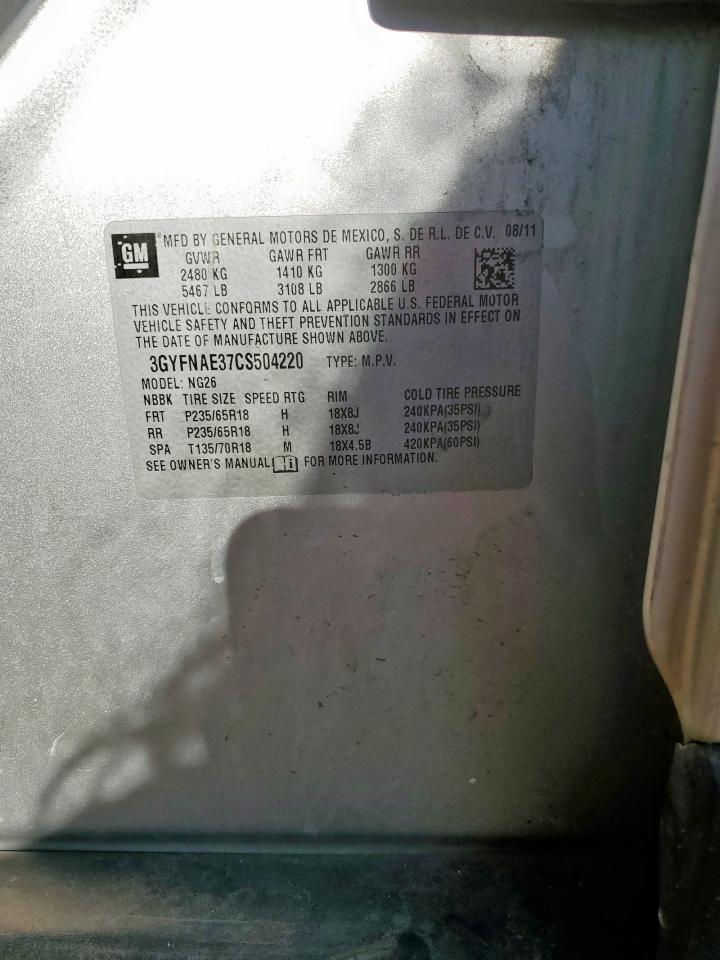 GM MFD BY GENERAL MOTORS DE MEXICO, S. DE R.L. DE C.V. 08/11
GVWR GAWR FRT GAWR RR
2480 KG 1410 KG 1300 KG
5467 LB 3108 LB 2866 LB
THIS VEHICLE CONFORMS TO ALL APPLICABLE U.S. FEDERAL MOTOR
VEHICLE SAFETY AND THEFT PREVENTION STANDARDS IN EFFECT ON
THE DATE OF MANUFACTURE SHOWN ABOVE.
3GYFNAE37CS504220 TYPE: M.P.V.
MODEL: NG26
NBBK TIRE SIZE SPEED RTG RIM COLD TIRE PRESSURE
FRT P235/65R18 H 18X8J 240KPA(35PSI)
RR P235/65R18 H 18X8J 240KPA(35PSI)
SPA T135/70R18 M 18X4.5B 420KPA(60PSI)
SEE OWNER'S MANUAL i FOR MORE INFORMATION.